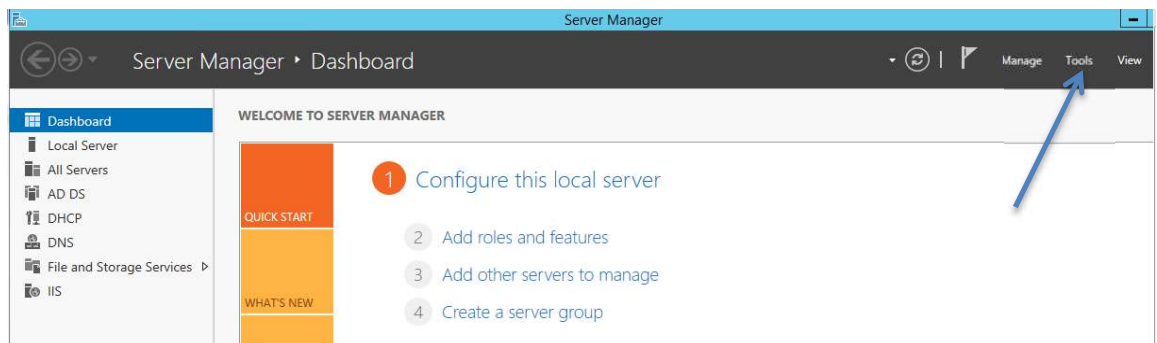 Server Manager
Server Manager ‣ Dashboard
Manage Tools View
Dashboard
Local Server
All Servers
AD DS
DHCP
DNS
File and Storage Services
IIS
WELCOME TO SERVER MANAGER
QUICK START
WHAT'S NEW
1 Configure this local server
2 Add roles and features
3 Add other servers to manage
4 Create a server group